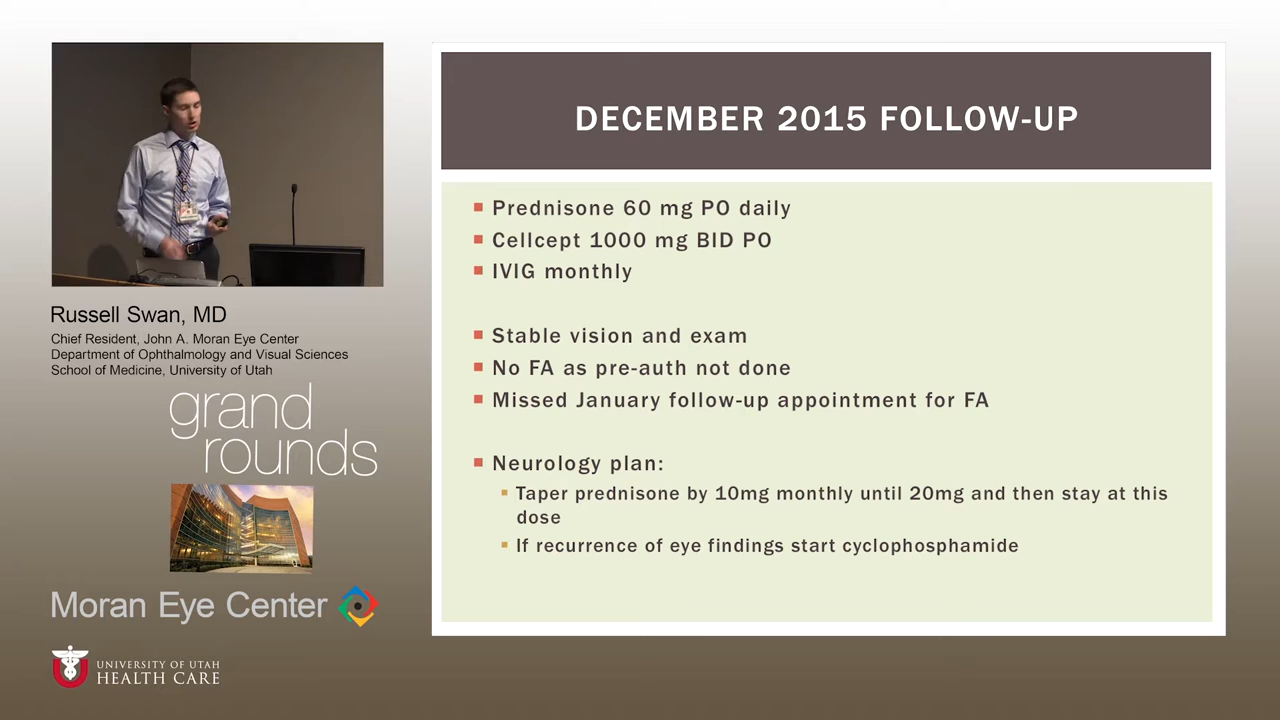 Russell Swan, MD
Chief Resident, John A. Moran Eye Center
Department of Ophthalmology and Visual Sciences
School of Medicine, University of Utah
grand
rounds
Moran Eye Center
UNIVERSITY OF UTAH
HEALTH CARE
DECEMBER 2015 FOLLOW-UP
Prednisone 60 mg PO daily
Cellcept 1000 mg BID PO
IVIG monthly
Stable vision and exam
No FA as pre-auth not done
Missed January follow-up appointment for FA
Neurology plan:
Taper prednisone by 10mg monthly until 20mg and then stay at this
dose
If recurrence of eye findings start cyclophosphamide